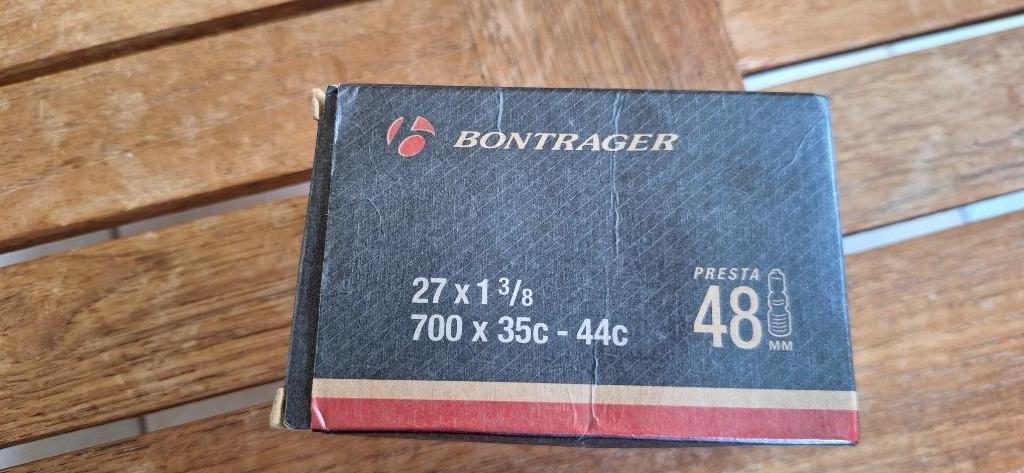 BONTRAGER
27 x 1 3/8
700 x 35c - 44c
PRESTA
48
MM